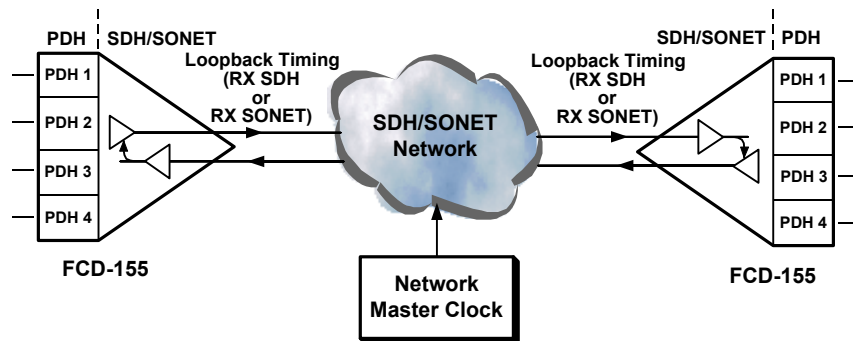 PDH SDH/SONET
PDH 1
PDH 2
PDH 3
PDH 4
FCD-155
Loopback Timing
(RX SDH
or
RX SONET)
SDH/SONET
Network
Network
Master Clock
Loopback Timing
(RX SDH
or
RX SONET)
SDH/SONET PDH
PDH 1
PDH 2
PDH 3
PDH 4
FCD-155